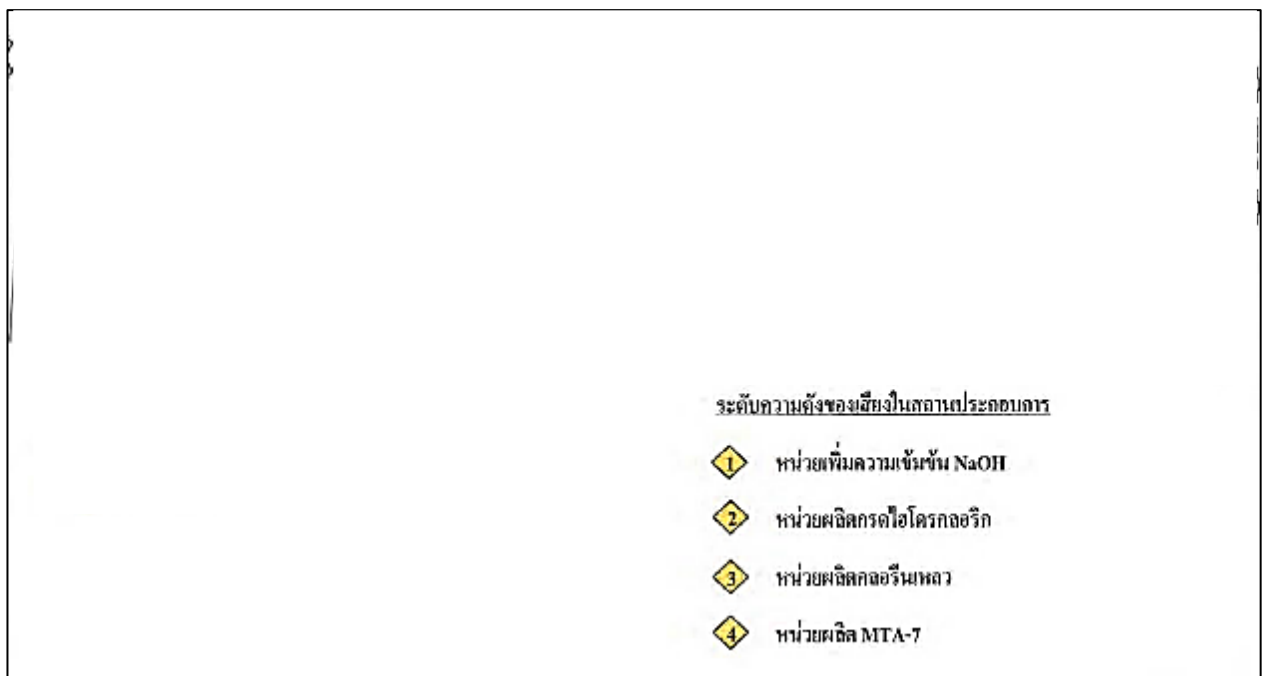 ระดับความดังของเสียงในสถานประกอบการ
1 หน่วยเพิ่มความเข้มข้น NaOH
2 หน่วยผลิตกรดไฮโดรคลอริก
3 หน่วยผลิตคลอรีนเหลว
4 หน่วยผลิต MTA-7